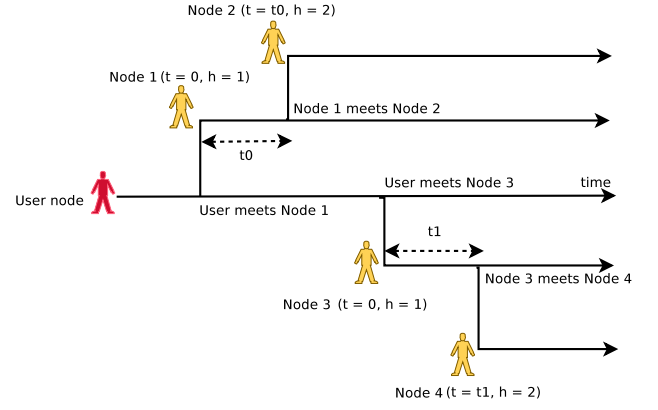 Node 2 (t = t0, h = 2)
Node 1 (t = 0, h = 1)
Node 1 meets Node 2
t0
User meets Node 3
time
User node
User meets Node 1
t1
Node 3 meets Node 4
Node 3 (t = 0, h = 1)
Node 4 (t = t1, h = 2)